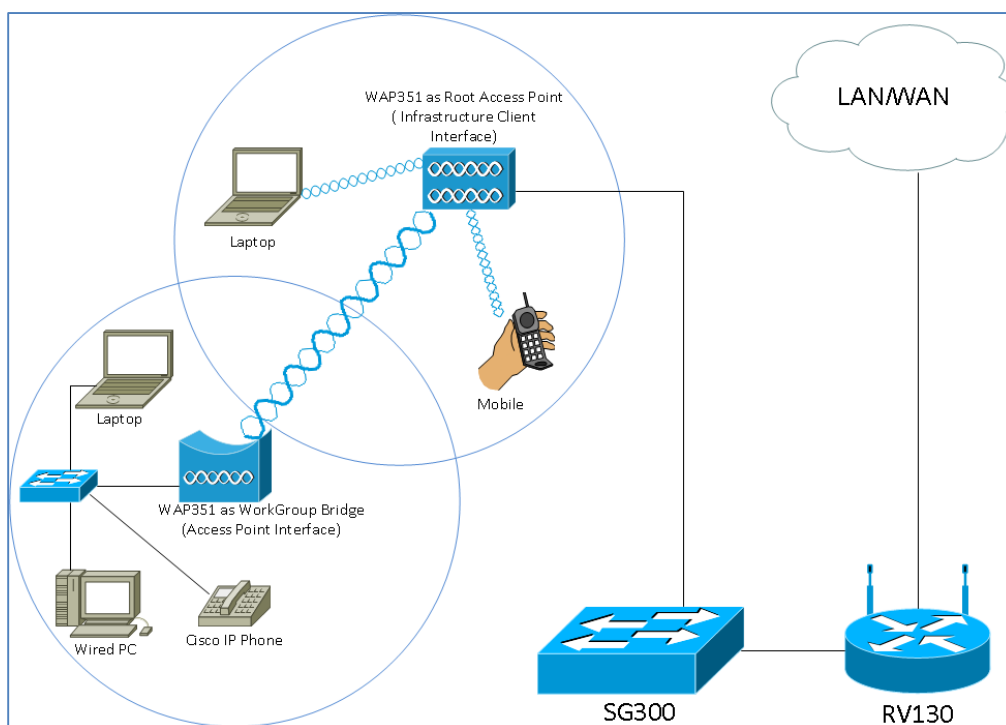 WAP351 as Root Access Point
( Infrastructure Client
Interface)
LAN/WAN
Laptop
Mobile
Laptop
WAP351 as WorkGroup Bridge
(Access Point Interface)
Wired PC
Cisco IP Phone
SG300
RV130